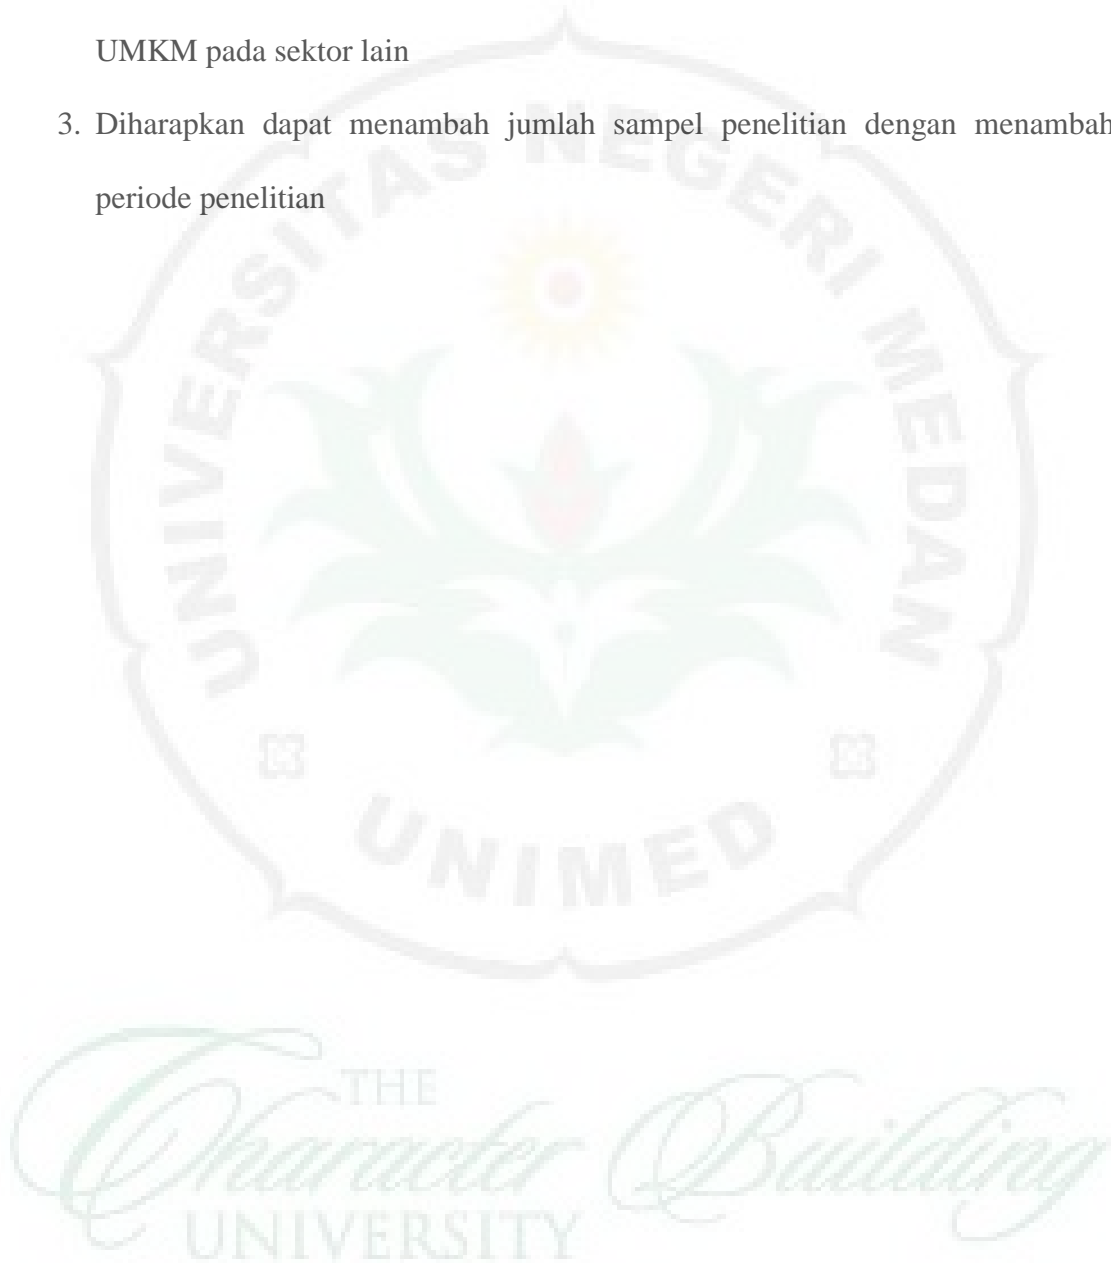 UMKM pada sektor lain
3. Diharapkan dapat menambah jumlah sampel penelitian dengan menambah
periode penelitian
UNIVERSITAS NEGERI MEDAN
UNIMED
THE
Character Building
UNIVERSITY